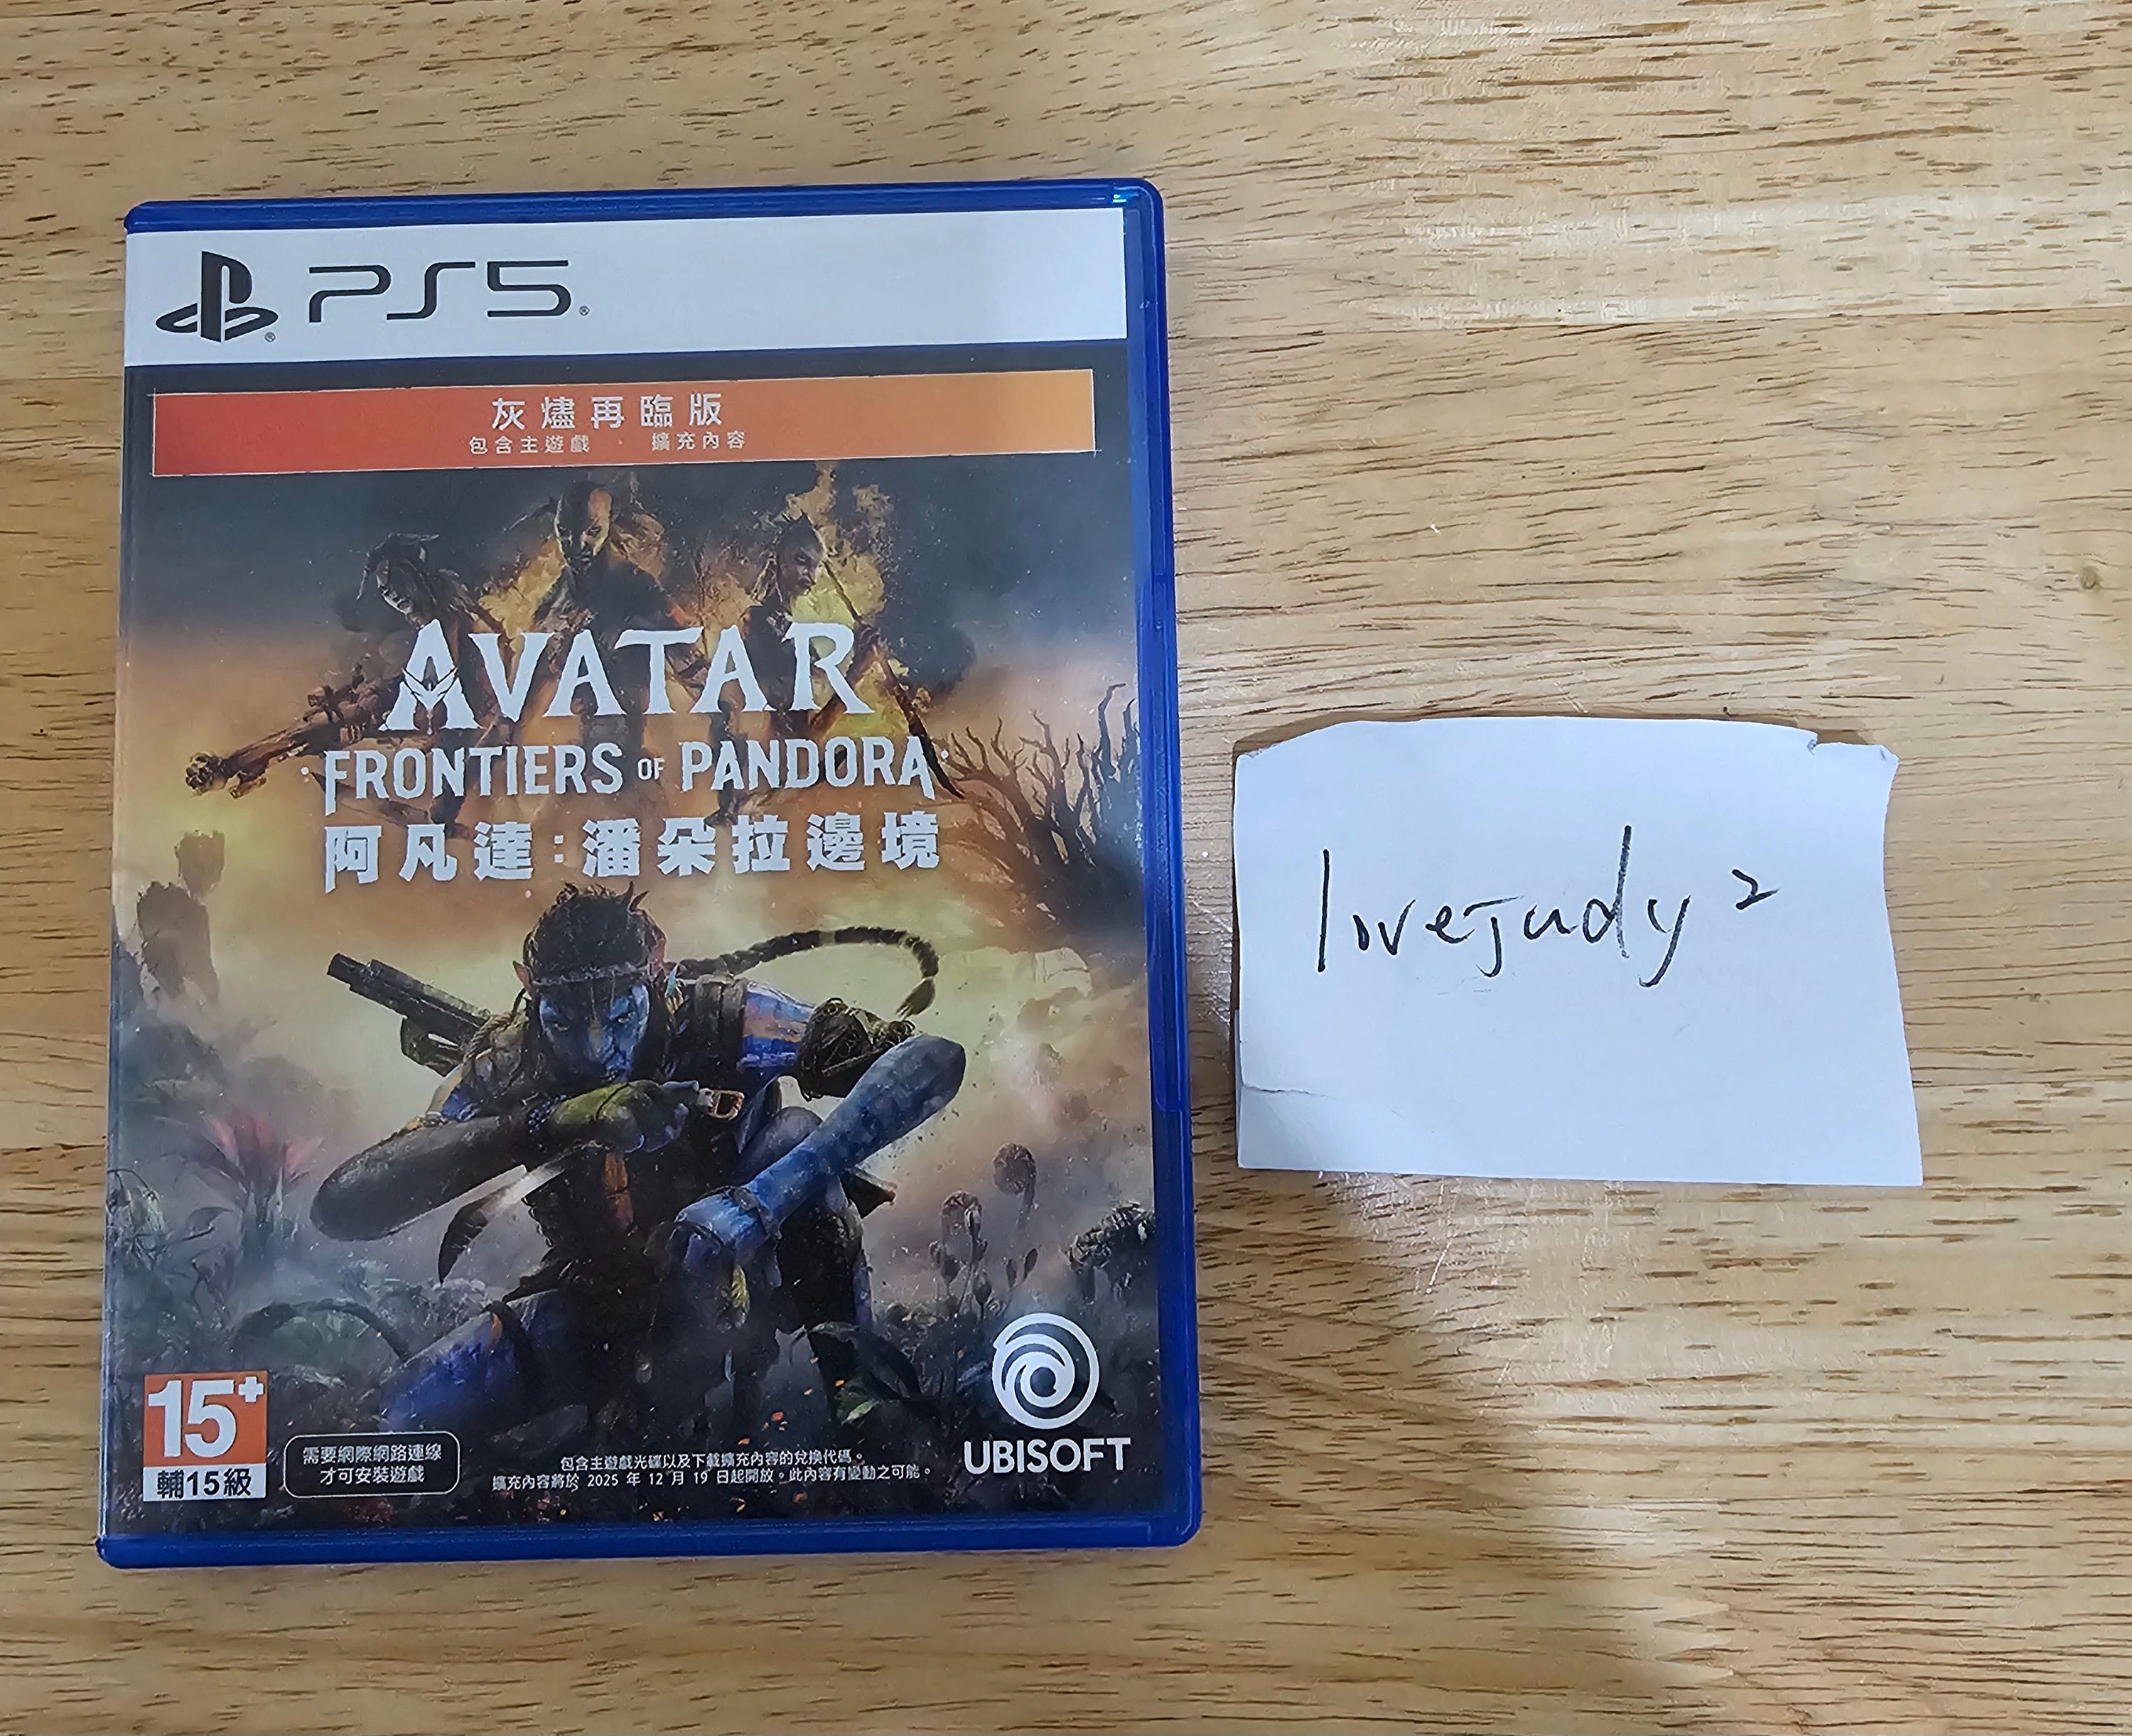 PS5
灰燼再臨版
包含主遊戲 · 擴充內容
AVATAR
FRONTIERS OF PANDORA
阿凡達：潘朵拉邊境
15+
輔15級
需要網際網路連線
才可安裝遊戲
包含主遊戲光碟以及下載擴充內容的兌換代碼。
擴充內容將於 2025 年 12 月 19 日起開放。此內容有變動之可能。
UBISOFT
lovejudy2